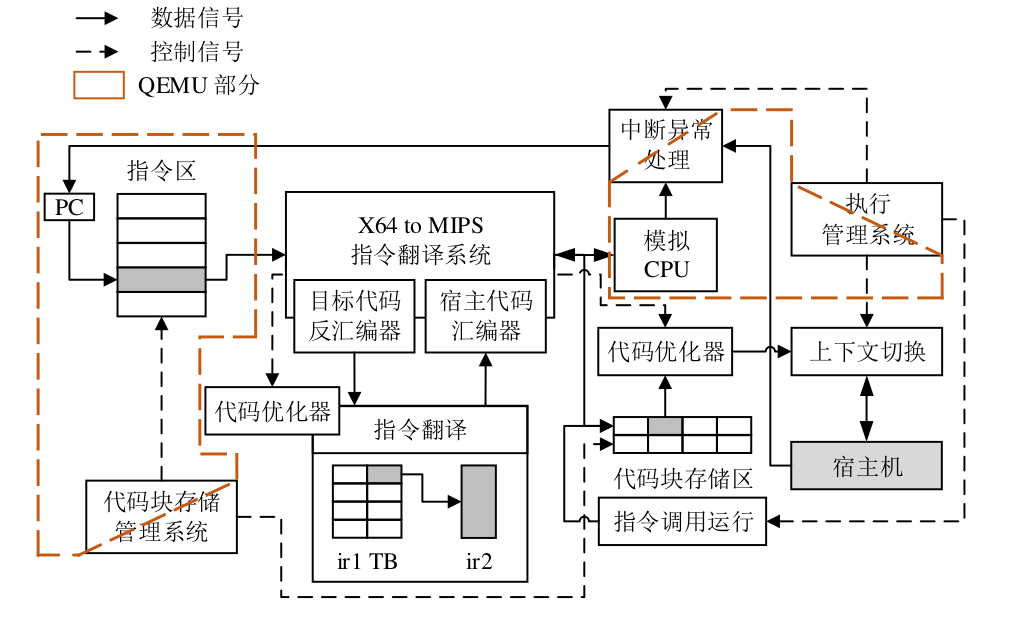 数据信号
控制信号
QEMU 部分
指令区
PC
X64 to MIPS
指令翻译系统
目标代码
反汇编器
宿主代码
汇编器
代码优化器
指令翻译
ir1 TB
ir2
代码块存储
管理系统
中断异常
处理
模拟
CPU
执行
管理系统
代码优化器
上下文切换
代码块存储区
宿主机
指令调用运行